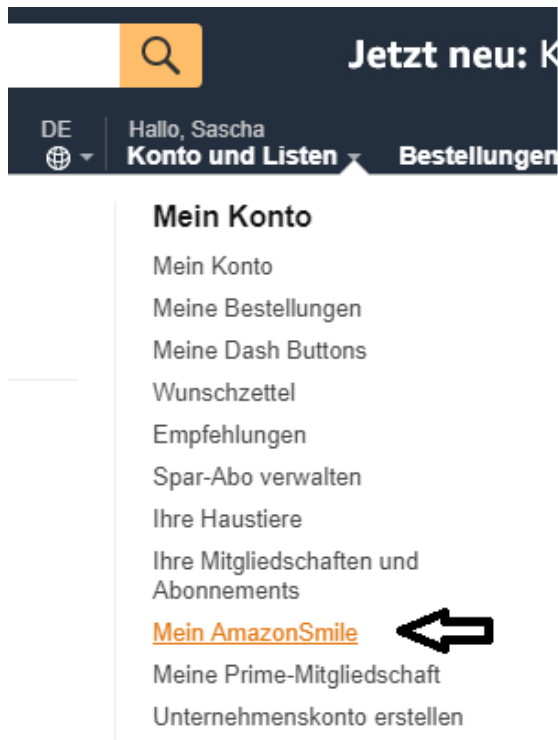 Jetzt neu: K
DE
Hallo, Sascha
Konto und Listen
Bestellungen
Mein Konto
Mein Konto
Meine Bestellungen
Meine Dash Buttons
Wunschzettel
Empfehlungen
Spar-Abo verwalten
Ihre Haustiere
Ihre Mitgliedschaften und
Abonnements
Mein AmazonSmile
Meine Prime-Mitgliedschaft
Unternehmenskonto erstellen